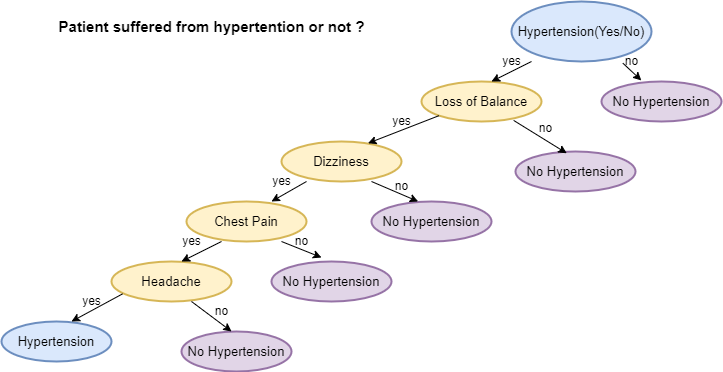 Patient suffered from hypertention or not ?
Hypertension(Yes/No)
yes
no
Loss of Balance
No Hypertension
yes
no
Dizziness
No Hypertension
yes
no
Chest Pain
No Hypertension
yes
no
Headache
No Hypertension
yes
no
Hypertension
No Hypertension